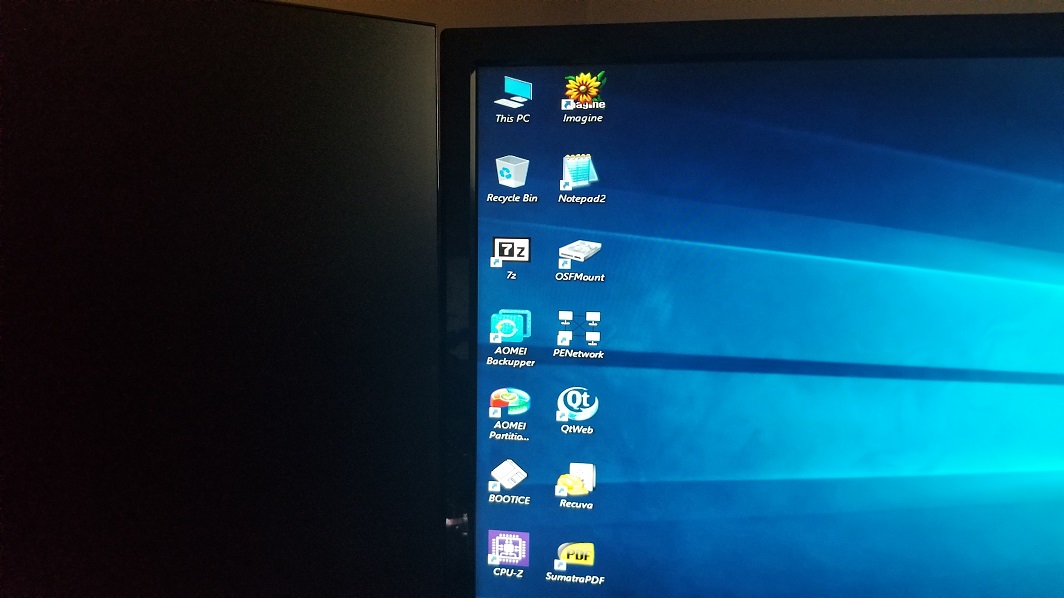 This PC
Imagine
Recycle Bin
Notepad2
7z
7z
OSFMount
AOMEI
Backupper
PENetwork
AOMEI
Partitio...
Qt
QtWeb
BOOTICE
Recuva
CPU-Z
PDF
SumatraPDF